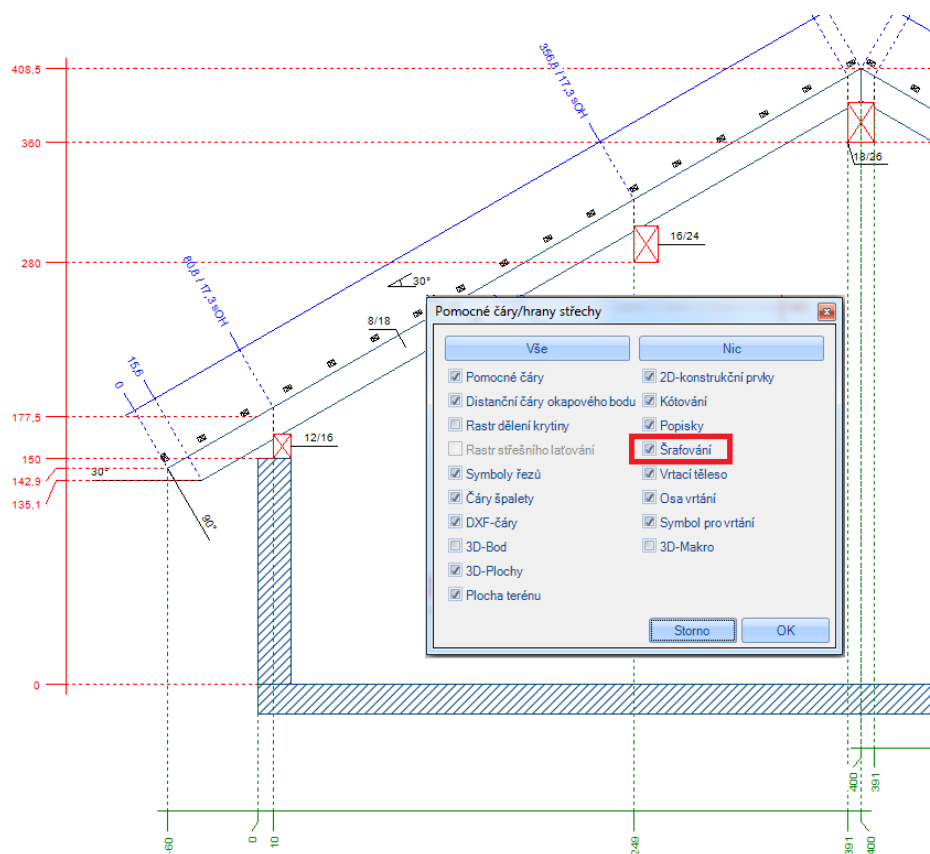 408.5
360
280
177.5
150
142.9
135.1
0
356,8 / 17,3 sOH
80,8 / 17,3 sOH
15,6
0
18/26
16/24
30°
8/18
12/16
30°
90°
Pomocné čáry/hrany střechy
Vše
Nic
Pomocné čáry
Distanční čáry okapového bodu
Rastr dělení krytiny
Rastr střešního laťování
Symboly řezů
Čáry špalety
DXF-čáry
3D-Bod
3D-Plochy
Plocha terénu
2D-konstrukční prvky
Kótování
Popisky
Šrafování
Vrtací těleso
Osa vrtání
Symbol pro vrtání
3D-Makro
Storno
OK
400
391
-60
0
10
249
391
400